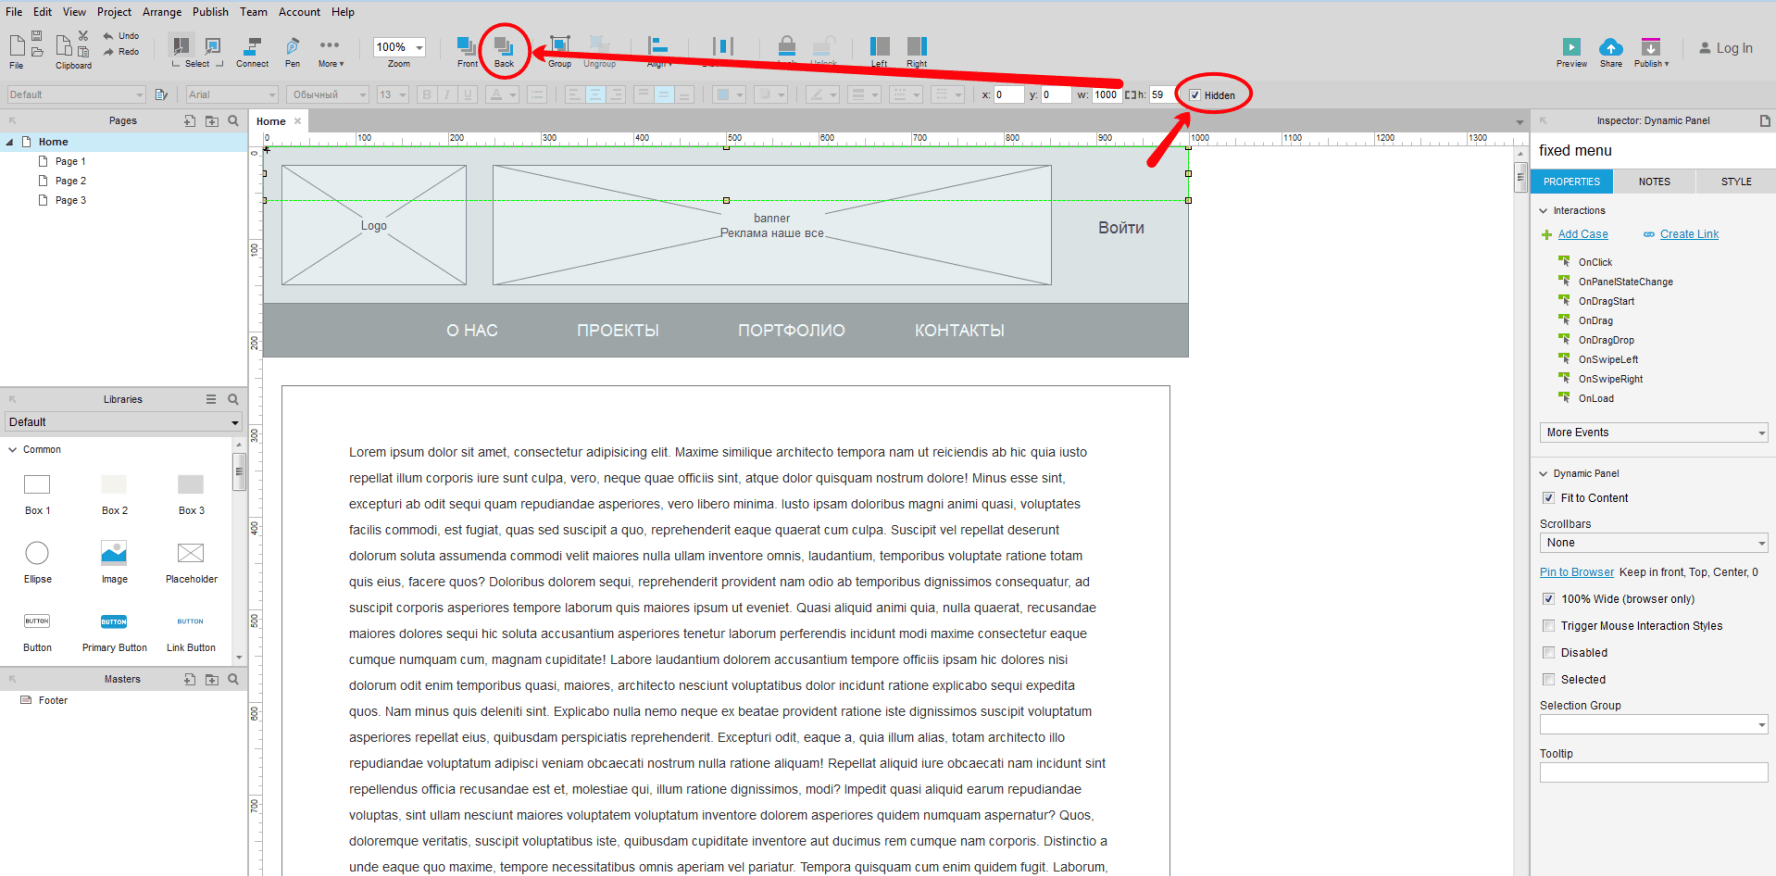 File Edit View Project Arrange Publish Team Account Help
Undo
Redo
File Clipboard Select Connect Pen More ▾ 100% Zoom Front Back Group Ungroup Align ▾ Left Right Preview Share Publish ▾ Log In
Default Arial Обычный 13 B I U A x: 0 y: 0 w: 1000 h: 59 Hidden
Pages
Home
Page 1
Page 2
Page 3
Libraries
Default
Common
Box 1 Box 2 Box 3
Ellipse Image Placeholder
BUTTON BUTTON BUTTON
Button Primary Button Link Button
Masters
Footer
Home
0 100 200 300 400 500 600 700 800 900 1000 1100 1200 1300
0
100
200
300
400
500
600
700
Logo
banner
Реклама наше все
Войти
О НАС ПРОЕКТЫ ПОРТФОЛИО КОНТАКТЫ
Lorem ipsum dolor sit amet, consectetur adipisicing elit. Maxime similique architecto tempora nam ut reiciendis ab hic quia iusto
repellat illum corporis iure sunt culpa, vero, neque quae officiis sint, atque dolor quisquam nostrum dolore! Minus esse sint,
excepturi ab odit sequi quam repudiandae asperiores, vero libero minima. Iusto ipsam doloribus magni animi quasi, voluptates
facilis commodi, est fugiat, quas sed suscipit a quo, reprehenderit eaque quaerat cum culpa. Suscipit vel repellat deserunt
dolorum soluta assumenda commodi velit maiores nulla ullam inventore omnis, laudantium, temporibus voluptate ratione totam
quis eius, facere quos? Doloribus dolorem sequi, reprehenderit provident nam odio ab temporibus dignissimos consequatur, ad
suscipit corporis asperiores tempore laborum quis maiores ipsum ut eveniet. Quasi aliquid animi quia, nulla quaerat, recusandae
maiores dolores sequi hic soluta accusantium asperiores tenetur laborum perferendis incidunt modi maxime consectetur eaque
cumque numquam cum, magnam cupiditate! Labore laudantium dolorem accusantium tempore officiis ipsam hic dolores nisi
dolorum odit enim temporibus quasi, maiores, architecto nesciunt voluptatibus dolor incidunt ratione explicabo sequi expedita
quos. Nam minus quis deleniti sint. Explicabo nulla nemo neque ex beatae provident ratione iste dignissimos suscipit voluptatum
asperiores repellat eius, quibusdam perspiciatis reprehenderit. Excepturi odit, eaque a, quia illum alias, totam architecto illo
repudiandae voluptatum adipisci veniam obcaecati nostrum nulla ratione aliquam! Repellat aliquid iure obcaecati nam incidunt sint
repellendus officia recusandae est et, molestiae qui, illum ratione dignissimos, modi? Impedit quasi aliquid earum repudiandae
voluptas, sint ullam nesciunt maiores voluptatem voluptatum inventore dolorem asperiores quidem numquam aspernatur? Quos,
doloremque veritatis, suscipit voluptatibus iste, quibusdam cupiditate inventore aut ducimus rem cumque nam corporis. Distinctio a
unde eaque quo maxime, tempore necessitatibus omnis aperiam vel pariatur. Tempora quisquam cum enim quidem fugit. Laborum,
Inspector: Dynamic Panel
fixed menu
PROPERTIES NOTES STYLE
Interactions
Add Case Create Link
OnClick
OnPanelStateChange
OnDragStart
OnDrag
OnDragDrop
OnSwipeLeft
OnSwipeRight
OnLoad
More Events
Dynamic Panel
Fit to Content
Scrollbars
None
Pin to Browser Keep in front, Top, Center, 0
100% Wide (browser only)
Trigger Mouse Interaction Styles
Disabled
Selected
Selection Group
Tooltip